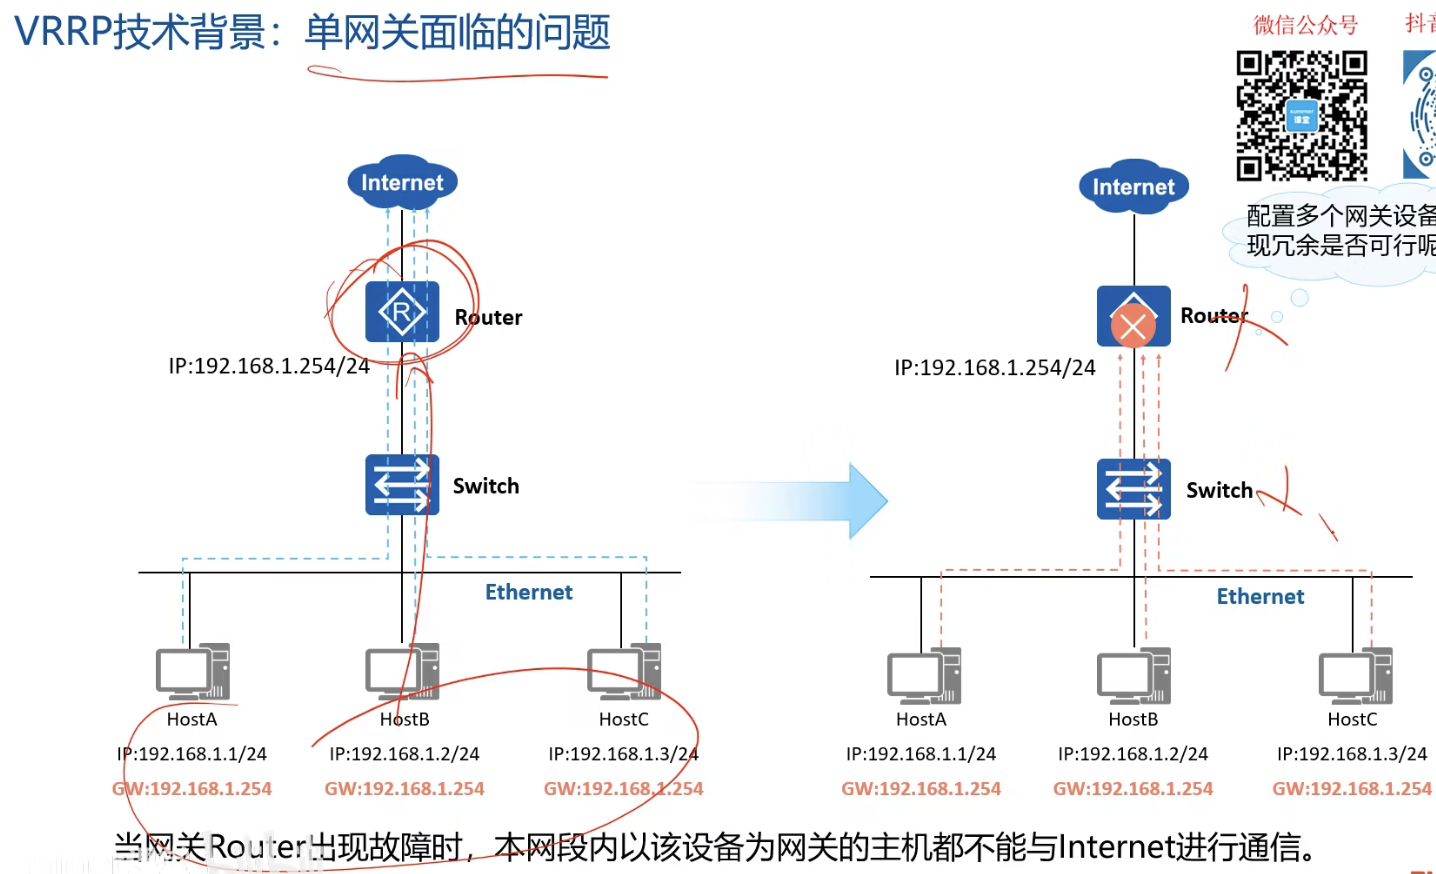 VRRP技术背景：单网关面临的问题
微信公众号
抖音
summer
课堂
配置多个网关设备
现冗余是否可行呢
Internet
R
Router
IP:192.168.1.254/24
Switch
Ethernet
HostA
HostB
HostC
IP:192.168.1.1/24
IP:192.168.1.2/24
IP:192.168.1.3/24
GW:192.168.1.254
GW:192.168.1.254
GW:192.168.1.254
Internet
Router
IP:192.168.1.254/24
Switch
Ethernet
HostA
HostB
HostC
IP:192.168.1.1/24
IP:192.168.1.2/24
IP:192.168.1.3/24
GW:192.168.1.254
GW:192.168.1.254
GW:192.168.1.254
当网关Router出现故障时，本网段内以该设备为网关的主机都不能与Internet进行通信。